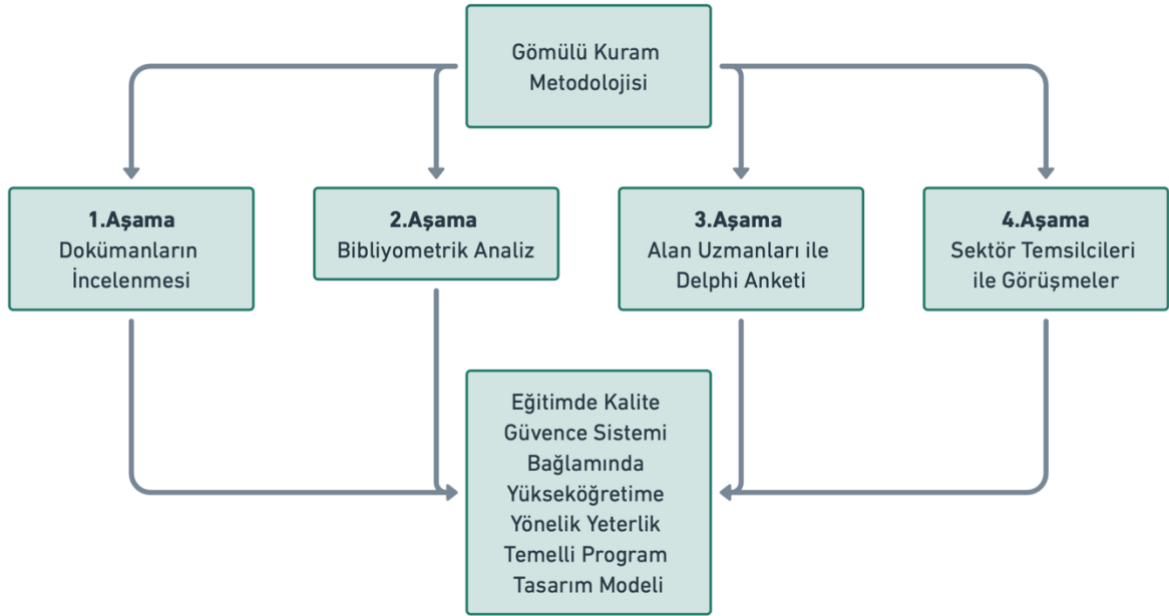 Gömülü Kuram
Metodolojisi
1.Aşama
Dokümanların
İncelenmesi
2.Aşama
Bibliyometrik Analiz
3.Aşama
Alan Uzmanları ile
Delphi Anketi
4.Aşama
Sektör Temsilcileri
ile Görüşmeler
Eğitimde Kalite
Güvence Sistemi
Bağlamında
Yükseköğretime
Yönelik Yeterlik
Temelli Program
Tasarım Modeli